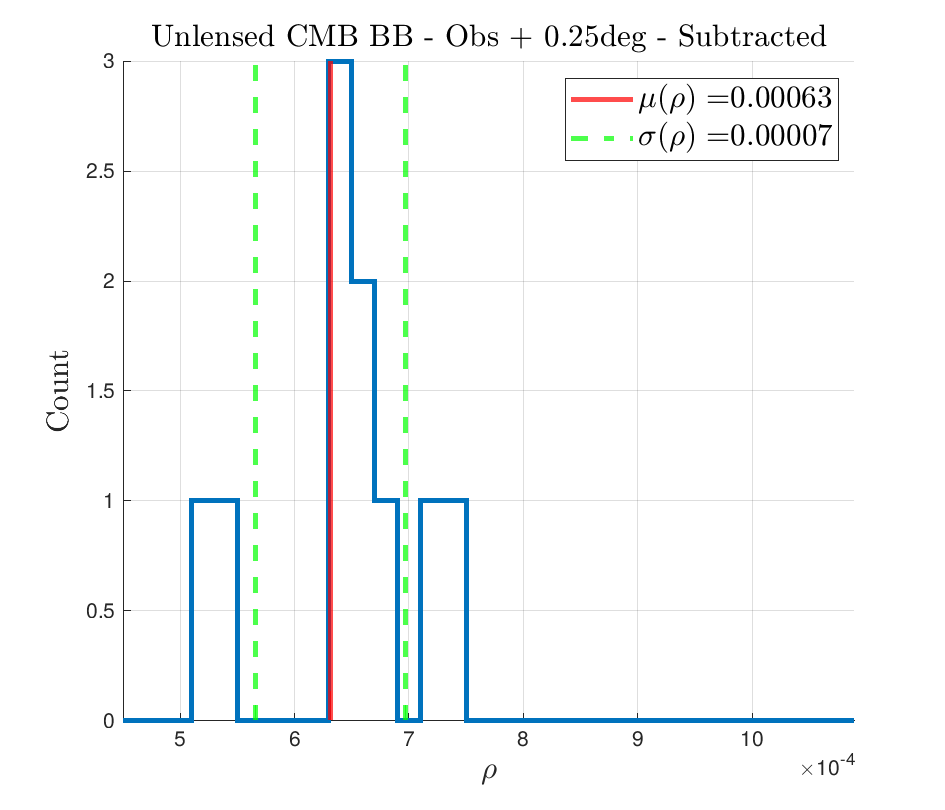 Unlensed CMB BB - Obs + 0.25deg - Subtracted
μ(ρ) =0.00063
σ(ρ) =0.00007
3
2.5
2
1.5
1
0.5
0
Count
5 6 7 8 9 10
×10-4
ρ